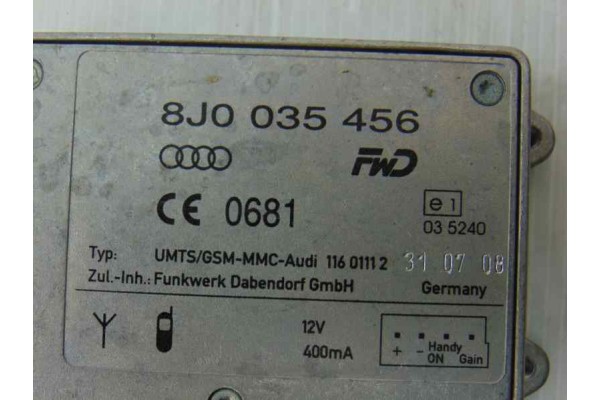 8J0 035 456
FWD
CE 0681
e 1
03 5240
Typ: UMTS/GSM-MMC-Audi 116 0111 2 31 07 08
Zul.-Inh.: Funkwerk Dabendorf GmbH Germany
12V
400mA
+ - Handy ON Gain